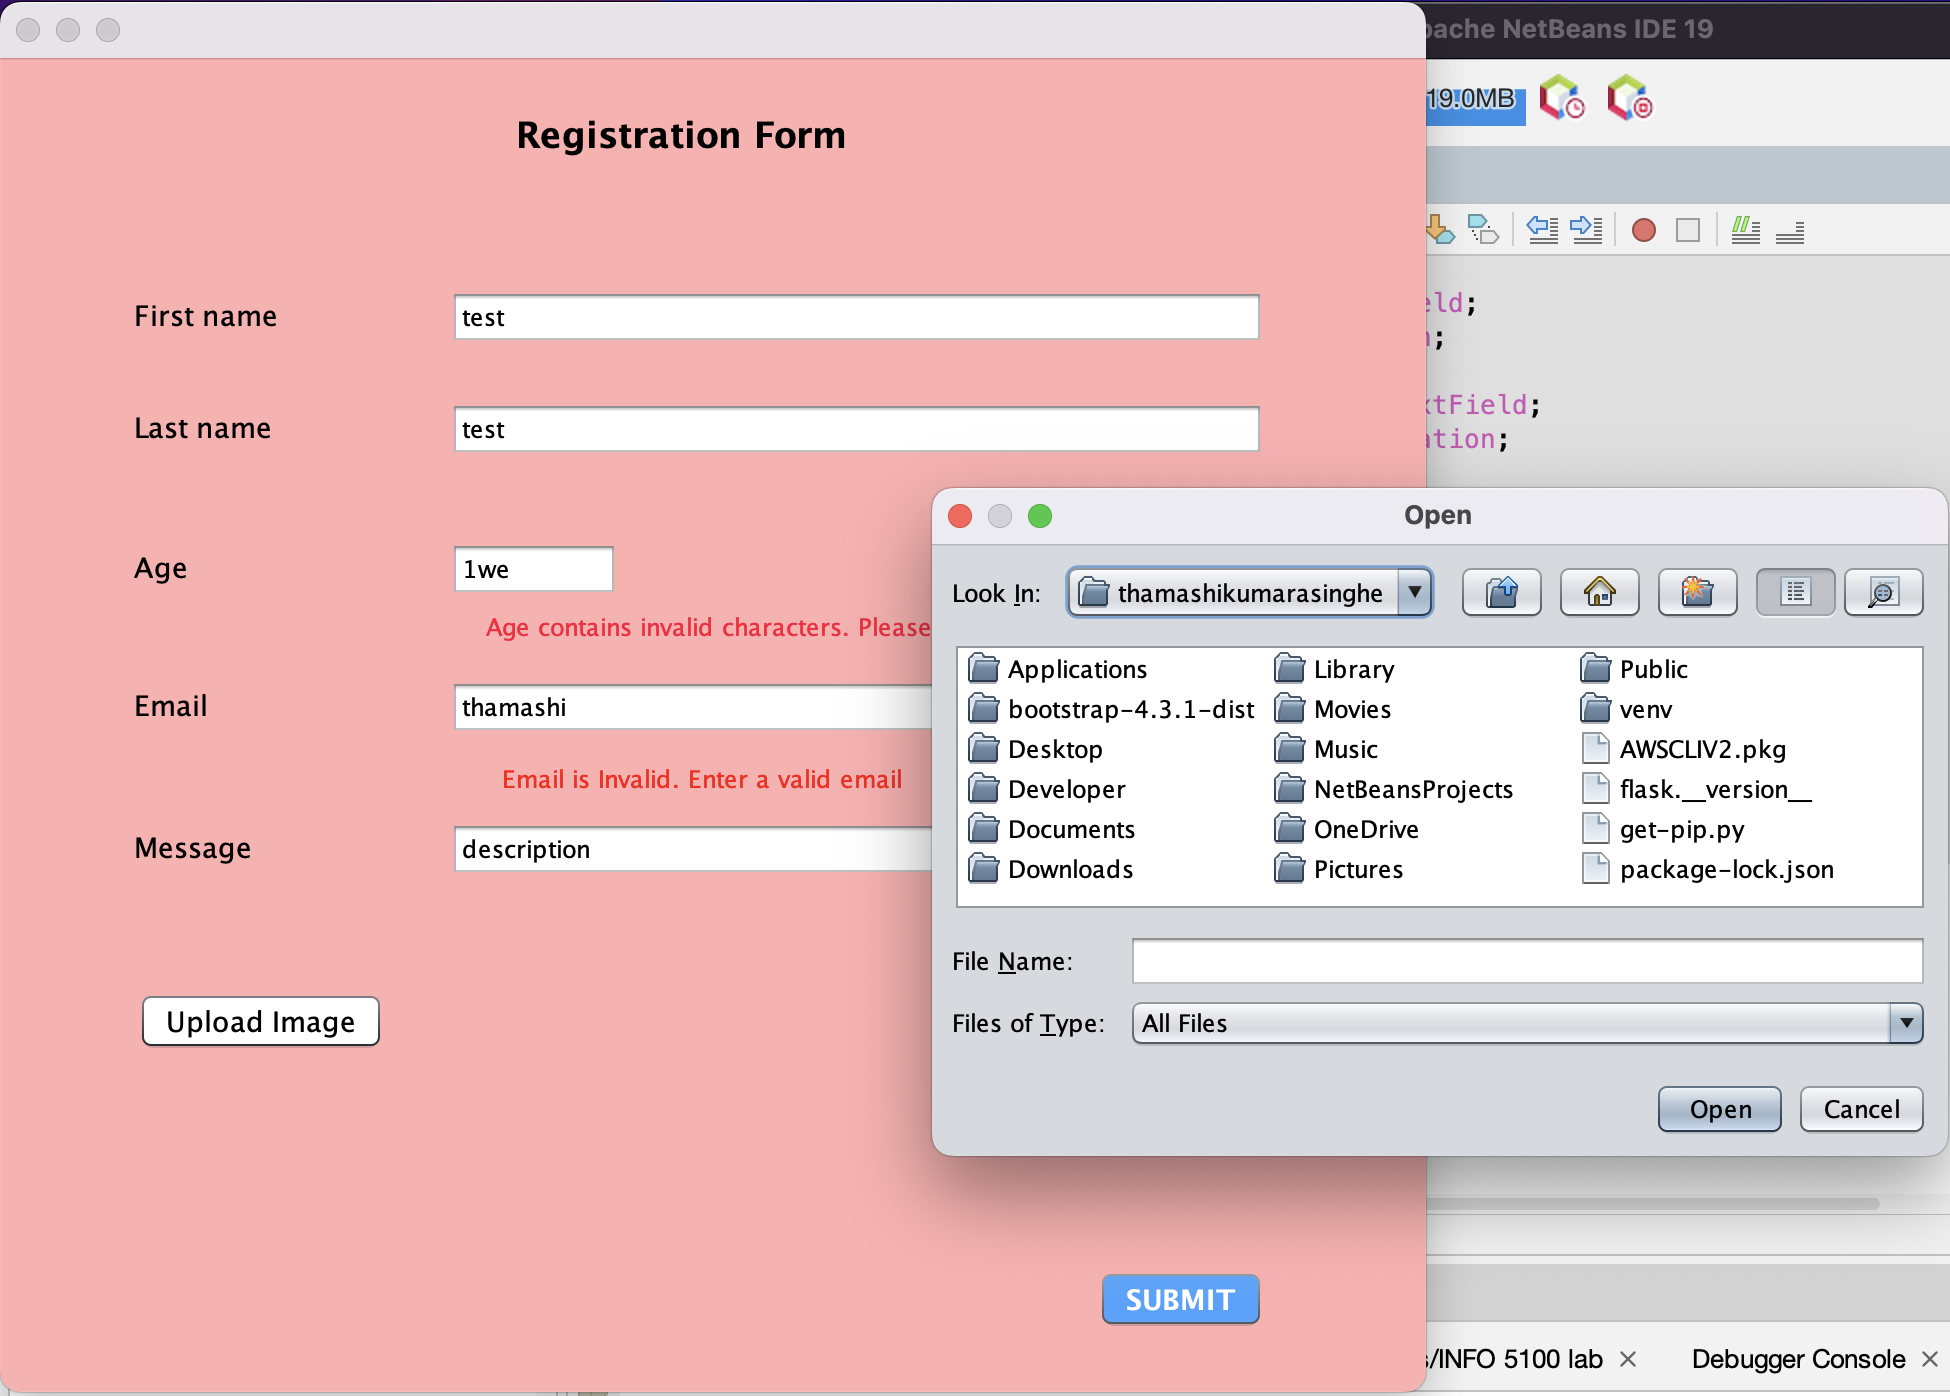 Apache NetBeans IDE 19
19.0MB
Registration Form
First name
test
Last name
test
Age
1we
Age contains invalid characters. Please
Email
thamashi
Email is Invalid. Enter a valid email
Message
description
Upload Image
SUBMIT
eld;
;
xtField;
ation;
Open
Look In:
thamashikumarasinghe
Applications
bootstrap-4.3.1-dist
Desktop
Developer
Documents
Downloads
Library
Movies
Music
NetBeansProjects
OneDrive
Pictures
Public
venv
AWSCLIV2.pkg
flask.__version__
get-pip.py
package-lock.json
File Name:
Files of Type:
All Files
Open
Cancel
s/INFO 5100 lab
Debugger Console